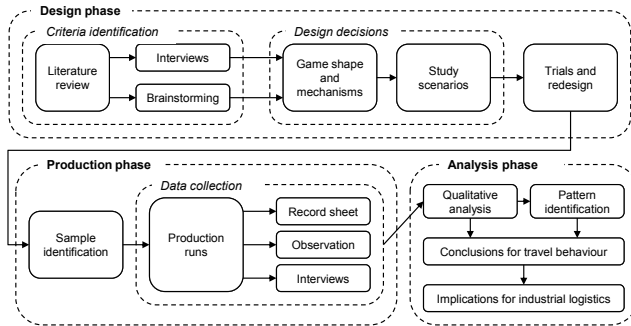 Design phase
Criteria identification
Literature
review
Interviews
Brainstorming
Design decisions
Game shape
and
mechanisms
Study
scenarios
Trials and
redesign
Production phase
Sample
identification
Data collection
Production
runs
Record sheet
Observation
Interviews
Analysis phase
Qualitative
analysis
Pattern
identification
Conclusions for travel behaviour
Implications for industrial logistics